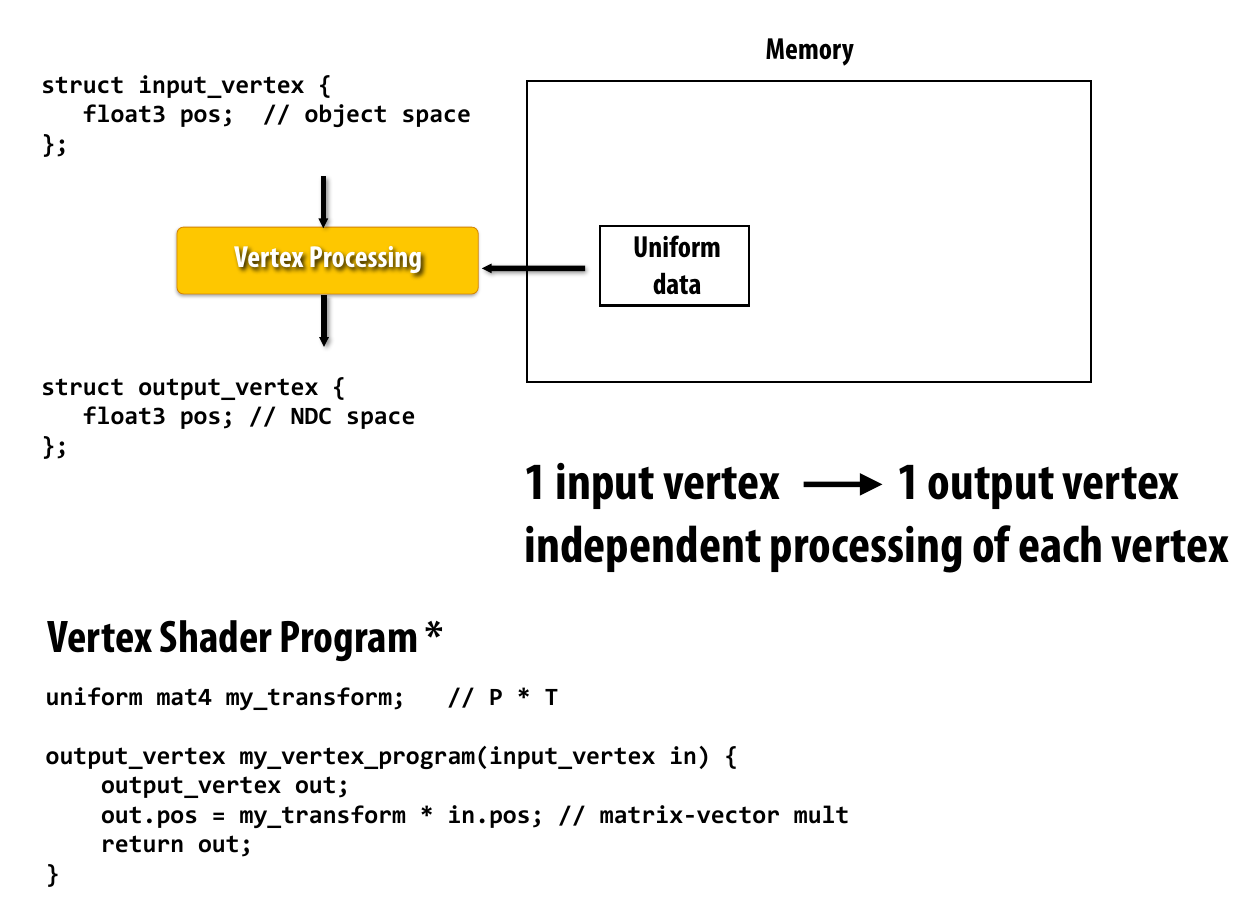 Memory
struct input_vertex {
   float3 pos;  // object space
};
Vertex Processing
Uniform
data
struct output_vertex {
   float3 pos; // NDC space
};
1 input vertex → 1 output vertex
independent processing of each vertex
Vertex Shader Program *
uniform mat4 my_transform;   // P * T
output_vertex my_vertex_program(input_vertex in) {
    output_vertex out;
    out.pos = my_transform * in.pos; // matrix-vector mult
    return out;
}